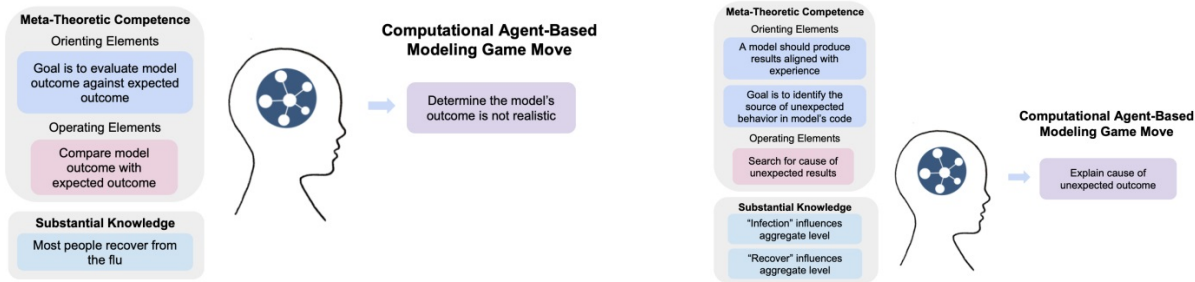 Meta-Theoretic Competence
Orienting Elements
Goal is to evaluate model
outcome against expected
outcome
Operating Elements
Compare model
outcome with
expected outcome
Substantial Knowledge
Most people recover from
the flu
Computational Agent-Based
Modeling Game Move
Determine the model's
outcome is not realistic
Meta-Theoretic Competence
Orienting Elements
A model should produce
results aligned with
experience
Goal is to identify the
source of unexpected
behavior in model's code
Operating Elements
Search for cause of
unexpected results
Substantial Knowledge
"Infection" influences
aggregate level
"Recover" influences
aggregate level
Computational Agent-Based
Modeling Game Move
Explain cause of
unexpected outcome